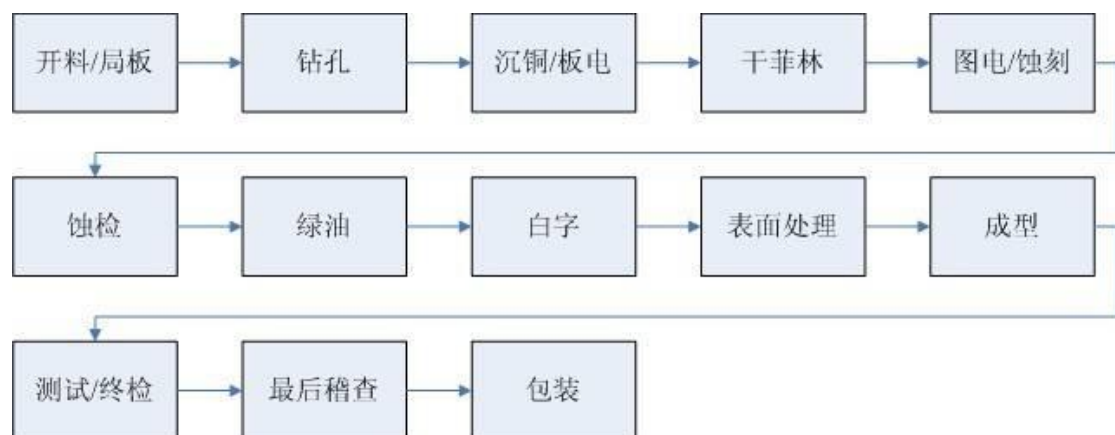 开料/局板
钻孔
沉铜/板电
干菲林
图电/蚀刻
蚀检
绿油
白字
表面处理
成型
测试/终检
最后稽查
包装